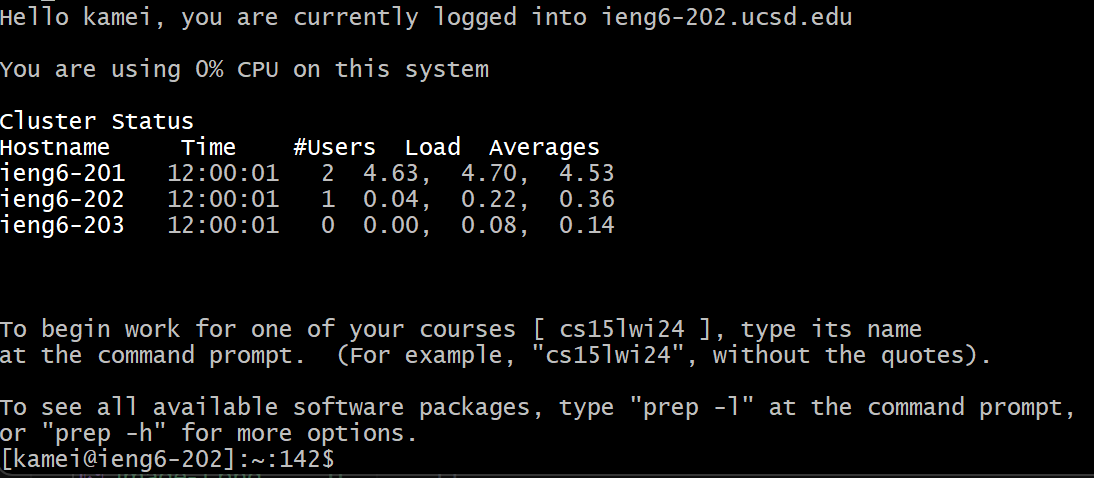 Hello kamei, you are currently logged into ieng6-202.ucsd.edu
You are using 0% CPU on this system
Cluster Status
Hostname     Time    #Users  Load  Averages
ieng6-201   12:00:01   2  4.63,  4.70,  4.53
ieng6-202   12:00:01   1  0.04,  0.22,  0.36
ieng6-203   12:00:01   0  0.00,  0.08,  0.14
To begin work for one of your courses [ cs15lwi24 ], type its name
at the command prompt.  (For example, "cs15lwi24", without the quotes).
To see all available software packages, type "prep -l" at the command prompt,
or "prep -h" for more options.
[kamei@ieng6-202]:~:142$